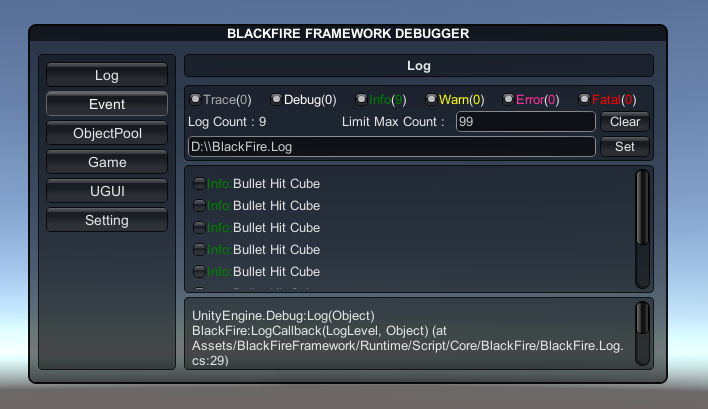 BLACKFIRE FRAMEWORK DEBUGGER
Log
Event
ObjectPool
Game
UGUI
Setting
Log
Trace(0) Debug(0) Info(9) Warn(0) Error(0) Fatal(0)
Log Count : 9 Limit Max Count : 99 Clear
D:\\BlackFire.Log Set
Info:Bullet Hit Cube
Info:Bullet Hit Cube
Info:Bullet Hit Cube
Info:Bullet Hit Cube
Info:Bullet Hit Cube
UnityEngine.Debug:Log(Object)
BlackFire:LogCallback(LogLevel, Object) (at
Assets/BlackFireFramework/Runtime/Script/Core/BlackFire/BlackFire.Log.
cs:29)